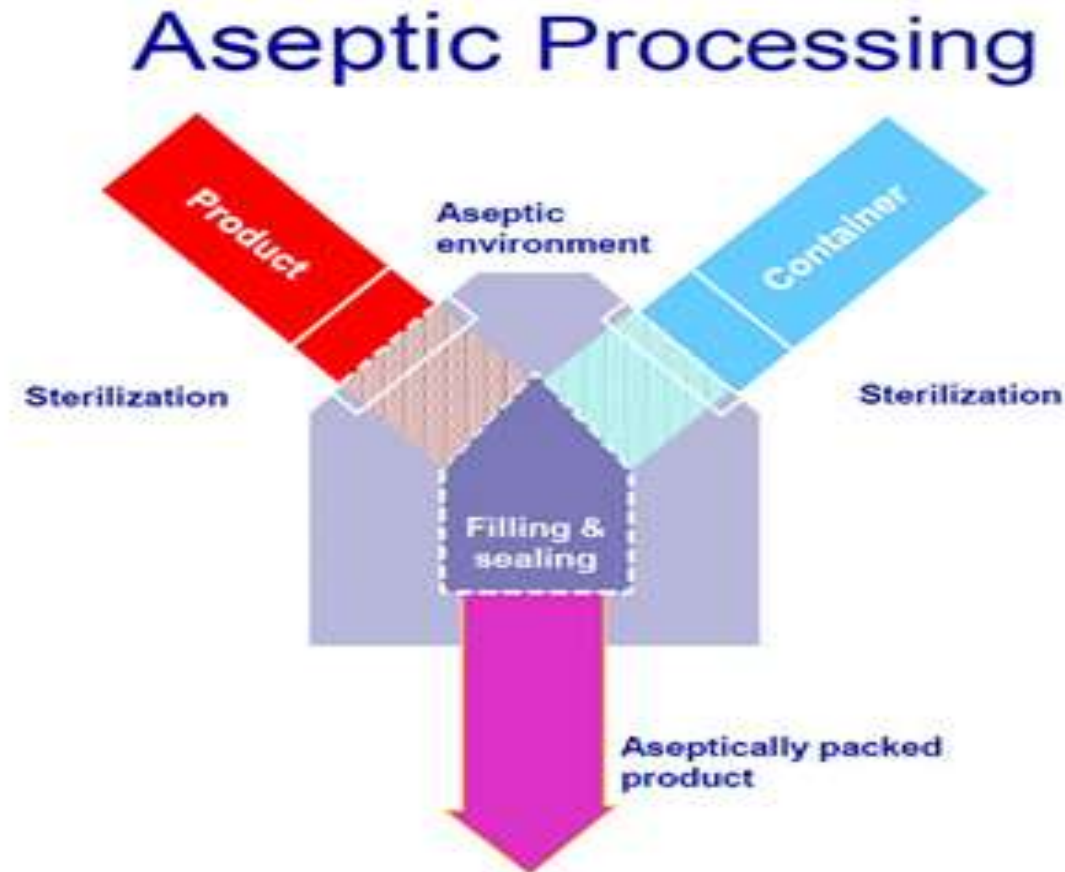 Aseptic Processing
Product
Container
Aseptic
environment
Sterilization
Sterilization
Filling &
sealing
Aseptically packed
product